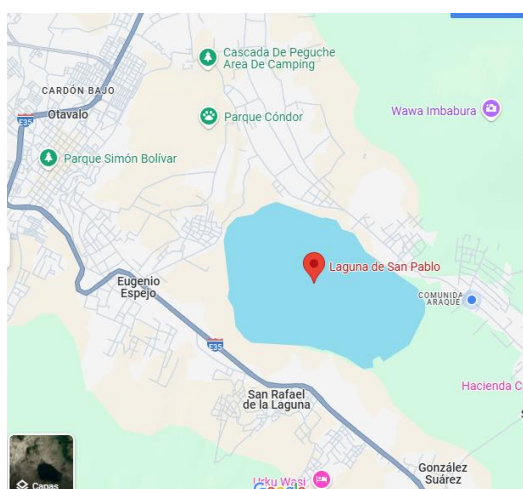 Cascada De Peguche
Area De Camping
CARDÓN BAJO
Otavalo
Wawa Imbabura
Parque Cóndor
E35
Parque Simón Bolívar
Laguna de San Pablo
Eugenio
Espejo
COMUNIDA
ARAQUE
E35
San Rafael
de la Laguna
Hacienda C
González
Suárez
Urku Wasi
Capas